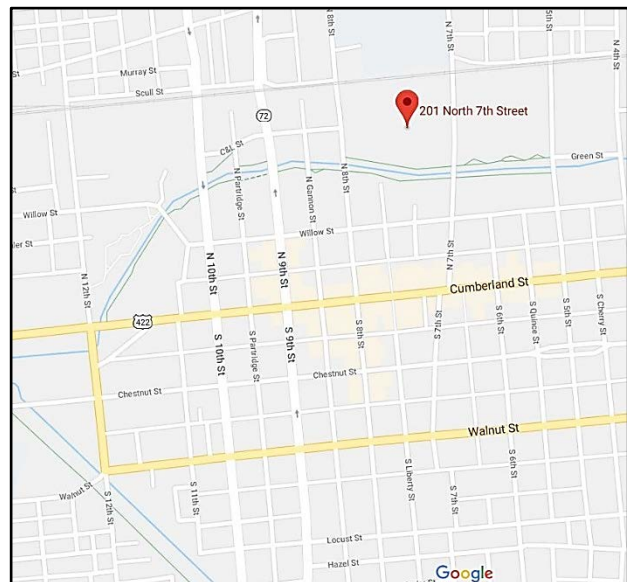 N 8th St
N 7th St
N 4th St
Murray St
Scull St
72
201 North 7th Street
C&L St
N Partridge St
N Gannon St
N 8th St
Green St
Willow St
Willow St
N 12th St
N 10th St
N 9th St
N 7th St
Cumberland St
422
S 10th St
S Partridge St
S 9th St
S 8th St
S 7th St
S 6th St
S Quince St
S 5th St
S Cherry St
Chestnut St
Chestnut St
Walnut St
Walnut St
S 12th St
S 11th St
S Liberty St
S 7th St
S 6th St
Locust St
Hazel St
Google